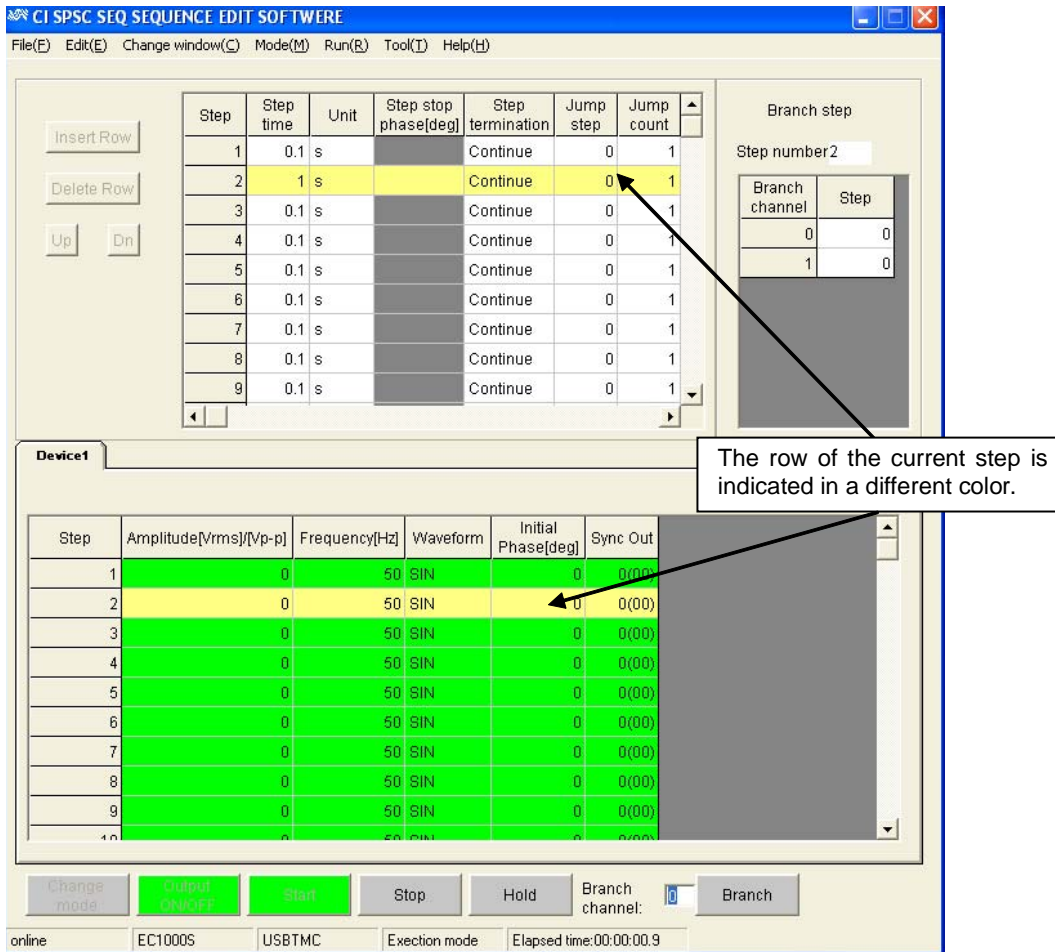 CI SPSC SEQ SEQUENCE EDIT SOFTWERE
File(F) Edit(E) Change window(C) Mode(M) Run(R) Tool(T) Help(H)
Insert Row
Delete Row
Up Dn
Step Step time Unit Step stop phase[deg] Step termination Jump step Jump count
1 0.1 s Continue 0 1
2 1 s Continue 0 1
3 0.1 s Continue 0 1
4 0.1 s Continue 0 1
5 0.1 s Continue 0 1
6 0.1 s Continue 0 1
7 0.1 s Continue 0 1
8 0.1 s Continue 0 1
9 0.1 s Continue 0 1
Branch step
Step number 2
Branch channel Step
0 0
1 0
The row of the current step is
indicated in a different color.
Device1
Step Amplitude[Vrms]/[Vp-p] Frequency[Hz] Waveform Initial Phase[deg] Sync Out
1 0 50 SIN 0 0(00)
2 0 50 SIN 0 0(00)
3 0 50 SIN 0 0(00)
4 0 50 SIN 0 0(00)
5 0 50 SIN 0 0(00)
6 0 50 SIN 0 0(00)
7 0 50 SIN 0 0(00)
8 0 50 SIN 0 0(00)
9 0 50 SIN 0 0(00)
Change mode Output ON/OFF Start Stop Hold Branch channel: 0 Branch
online EC1000S USBTMC Exection mode Elapsed time:00:00:00.9